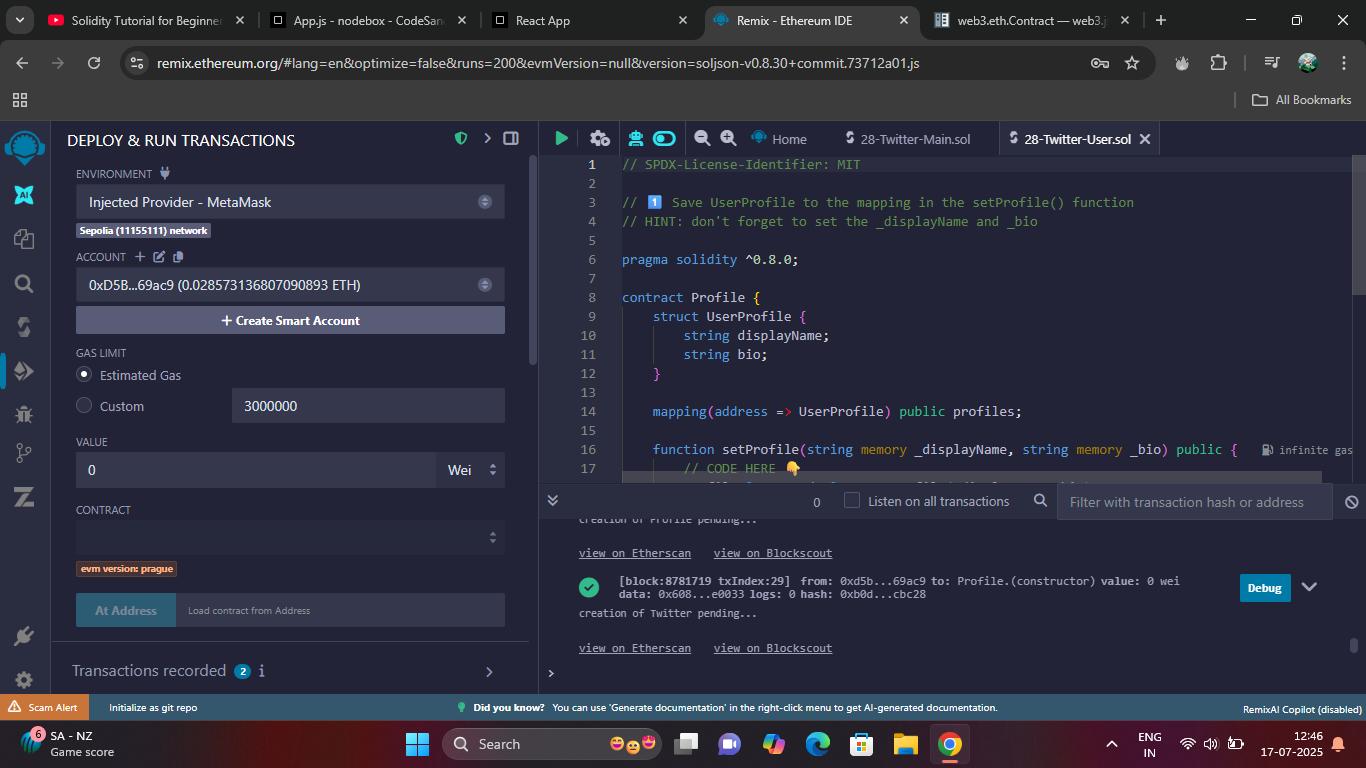 Solidity Tutorial for Beginner
App.js - nodebox - CodeSan
React App
Remix - Ethereum IDE
web3.eth.Contract — web3.j
remix.ethereum.org/#lang=en&optimize=false&runs=200&evmVersion=null&version=soljson-v0.8.30+commit.73712a01.js
All Bookmarks
DEPLOY & RUN TRANSACTIONS
ENVIRONMENT
Injected Provider - MetaMask
Sepolia (11155111) network
ACCOUNT
0xD5B...69ac9 (0.028573136807090893 ETH)
+ Create Smart Account
GAS LIMIT
Estimated Gas
Custom
3000000
VALUE
0
Wei
CONTRACT
evm version: prague
At Address
Load contract from Address
Transactions recorded 2 i
Home
28-Twitter-Main.sol
28-Twitter-User.sol
1 // SPDX-License-Identifier: MIT
2
3 // 1️⃣ Save UserProfile to the mapping in the setProfile() function
4 // HINT: don't forget to set the _displayName and _bio
5
6 pragma solidity ^0.8.0;
7
8 contract Profile {
9 struct UserProfile {
10 string displayName;
11 string bio;
12 }
13
14 mapping(address => UserProfile) public profiles;
15
16 function setProfile(string memory _displayName, string memory _bio) public { infinite gas
17 // CODE HERE 👇
0
Listen on all transactions
Filter with transaction hash or address
creation of Profile pending...
view on Etherscan view on Blockscout
[block:8781719 txIndex:29] from: 0xd5b...69ac9 to: Profile.(constructor) value: 0 wei
data: 0x608...e0033 logs: 0 hash: 0xb0d...cbc28
Debug
creation of Twitter pending...
view on Etherscan view on Blockscout
>
Scam Alert
Initialize as git repo
Did you know? You can use 'Generate documentation' in the right-click menu to get AI-generated documentation.
RemixAI Copilot (disabled)
6
SA - NZ
Game score
Search
ENG
IN
12:46
17-07-2025